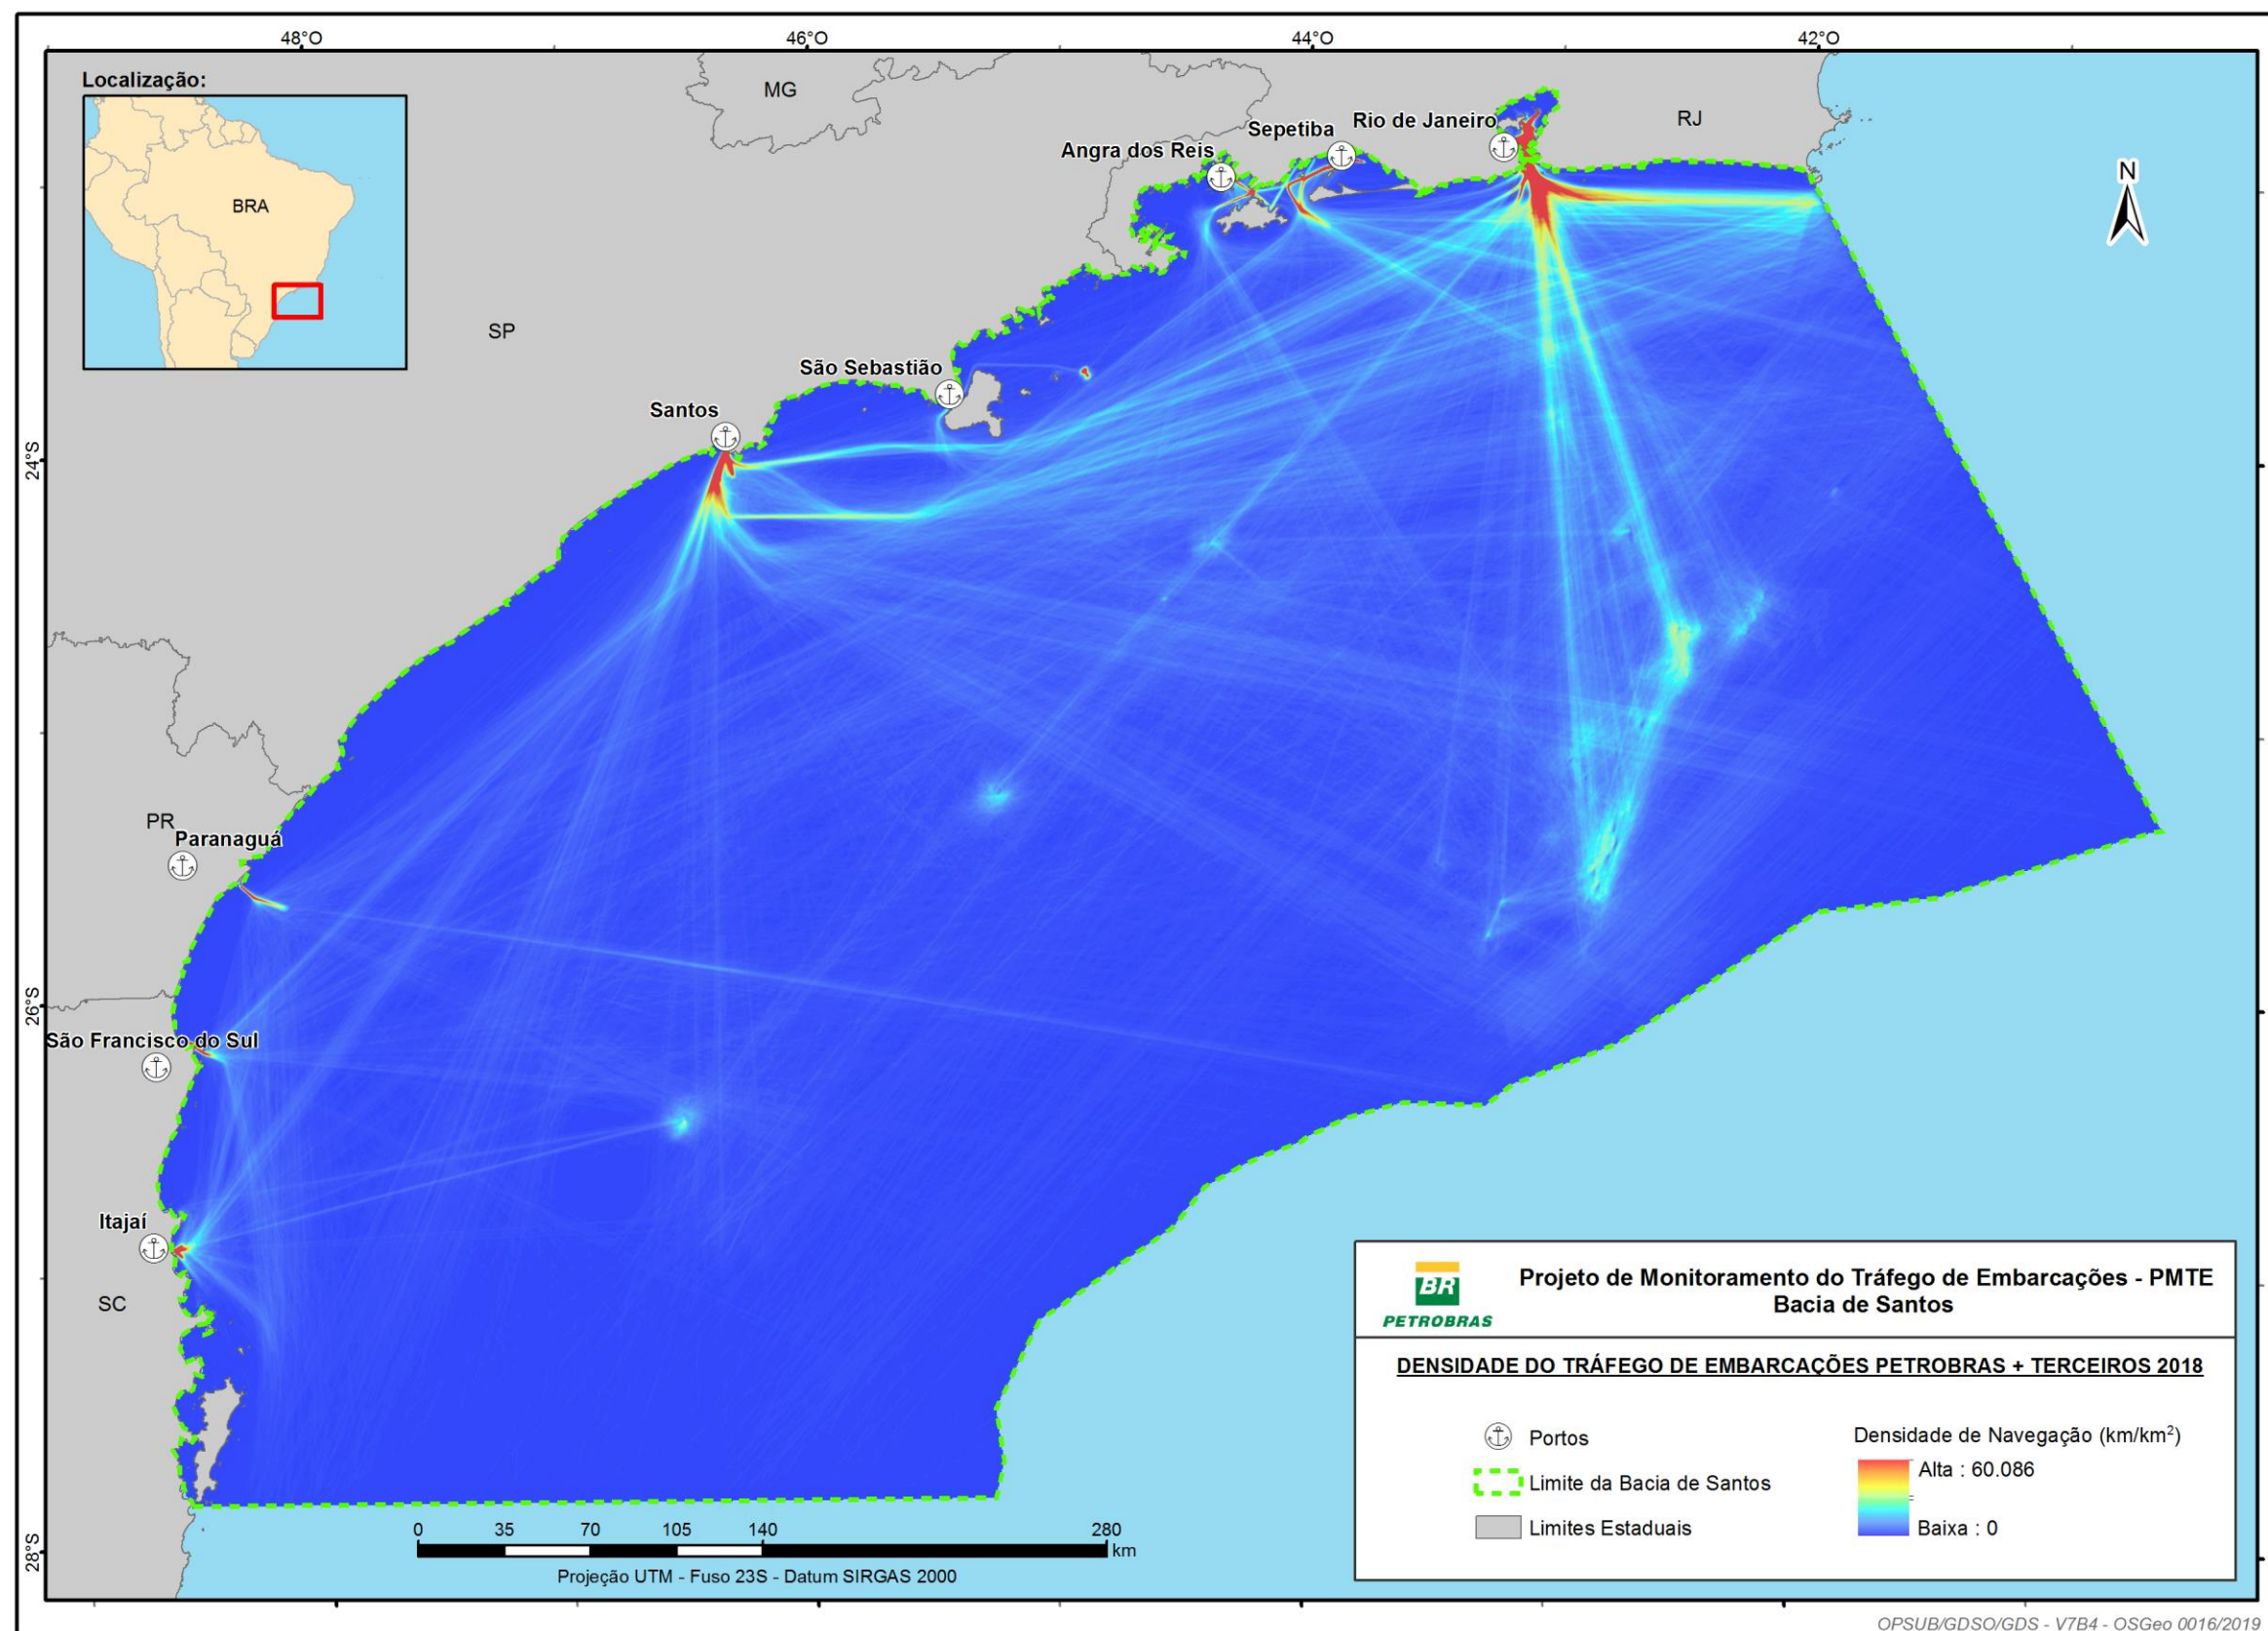 48°O
46°O
44°O
42°O
Localização:
BRA
MG
RJ
SP
PR
SC
N
Rio de Janeiro
Sepetiba
Angra dos Reis
São Sebastião
Santos
24°S
Paranaguá
26°S
São Francisco do Sul
Itajaí
28°S
0 35 70 105 140 280
km
Projeção UTM - Fuso 23S - Datum SIRGAS 2000
BR
PETROBRAS
Projeto de Monitoramento do Tráfego de Embarcações - PMTE
Bacia de Santos
DENSIDADE DO TRÁFEGO DE EMBARCAÇÕES PETROBRAS + TERCEIROS 2018
Portos
Limite da Bacia de Santos
Limites Estaduais
Densidade de Navegação (km/km²)
Alta : 60.086
Baixa : 0
OPSUB/GDSO/GDS - V7B4 - OSGeo 0016/2019